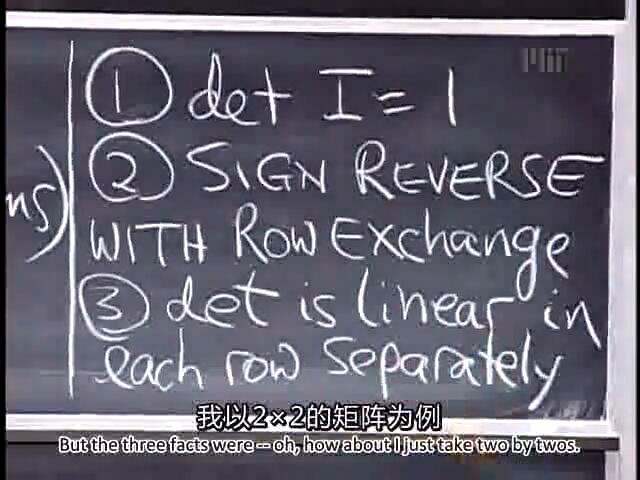 MIT
① det I = 1
② SIGN REVERSE
ns)
WITH ROW EXchange
③ det is linear in
each row separately
我以2×2的矩阵为例
But the three facts were -- oh, how about I just take two by twos.